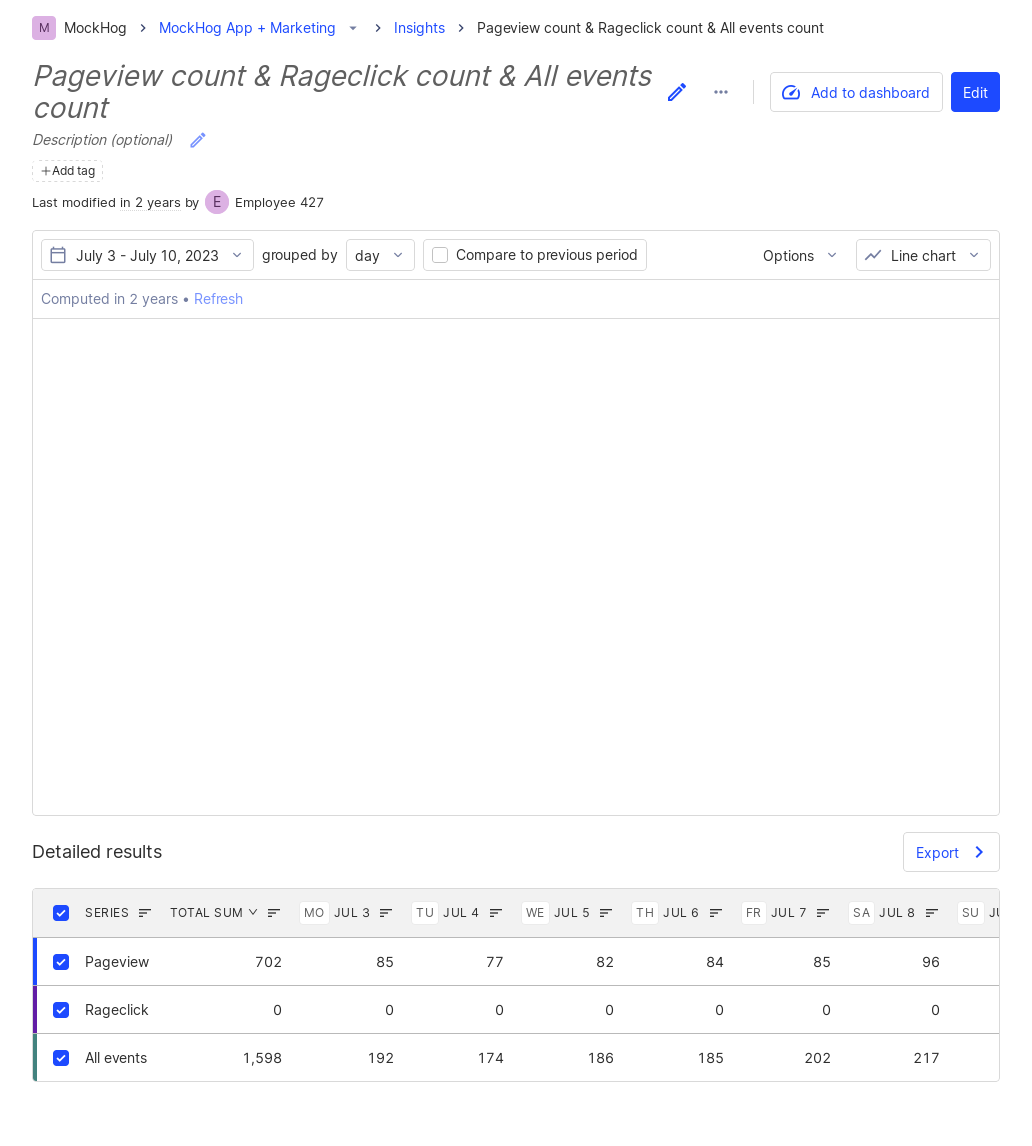 M MockHog MockHog App + Marketing Insights Pageview count & Rageclick count & All events count
Pageview count & Rageclick count & All events
count
Add to dashboard Edit
Description (optional)
Add tag
Last modified in 2 years by E Employee 427
July 3 - July 10, 2023 grouped by day Compare to previous period Options Line chart
Computed in 2 years • Refresh
Detailed results Export
SERIES TOTAL SUM MO JUL 3 TU JUL 4 WE JUL 5 TH JUL 6 FR JUL 7 SA JUL 8 SU
Pageview 702 85 77 82 84 85 96
Rageclick 0 0 0 0 0 0 0
All events 1,598 192 174 186 185 202 217